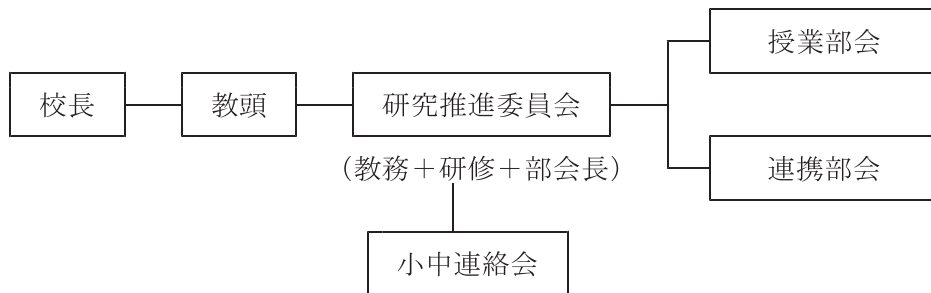 校長
教頭
研究推進委員会
(教務+研修+部会長)
授業部会
連携部会
小中連絡会